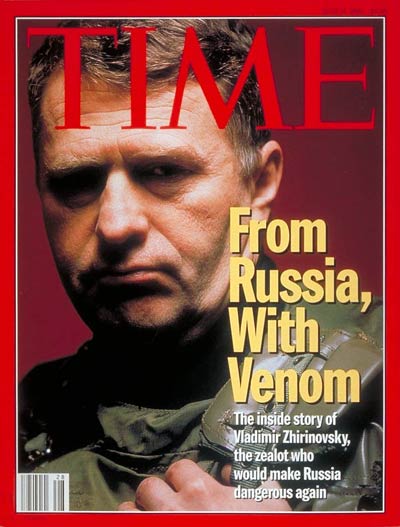 TIME
From
Russia,
With
Venom
The inside story of
Vladimir Zhirinovsky,
the zealot who
would make Russia
dangerous again
28